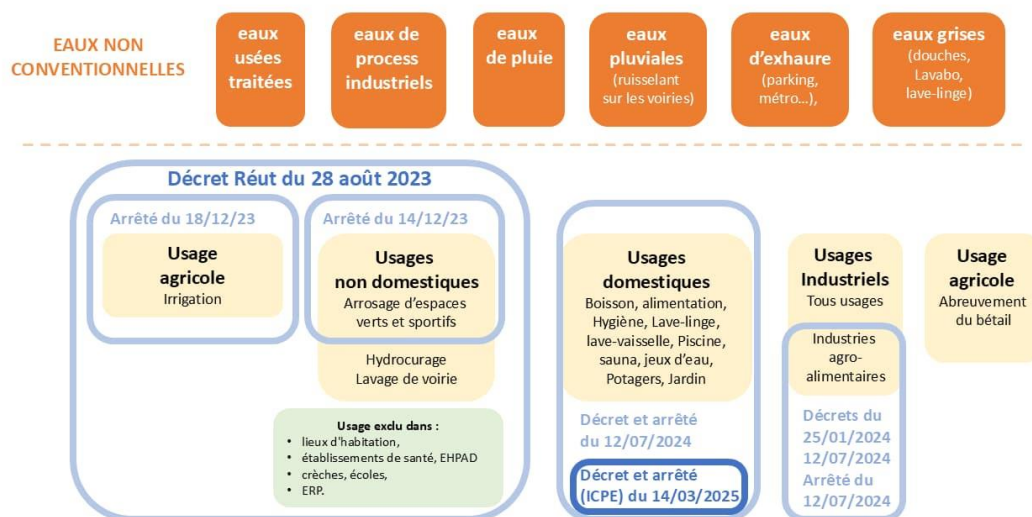 EAUX NON
CONVENTIONNELLES
eaux
usées
traitées
eaux de
process
industriels
eaux
de pluie
eaux
pluviales
(ruisselant
sur les voiries)
eaux
d'exhaure
(parking,
métro...),
eaux grises
(douches,
Lavabo,
lave-linge)
Décret Réut du 28 août 2023
Arrêté du 18/12/23
Usage
agricole
Irrigation
Arrêté du 14/12/23
Usages
non domestiques
Arrosage d'espaces
verts et sportifs
Hydrocurage
Lavage de voirie
Usage exclu dans :
• lieux d'habitation,
• établissements de santé, EHPAD
• crèches, écoles,
• ERP.
Usages
domestiques
Boisson, alimentation,
Hygiène, Lave-linge,
lave-vaisselle, Piscine,
sauna, jeux d'eau,
Potagers, Jardin
Décret et arrêté
du 12/07/2024
Décret et arrêté
(ICPE) du 14/03/2025
Usages
Industriels
Tous usages
Industries
agro-
alimentaires
Décrets du
25/01/2024
12/07/2024
Arrêté du
12/07/2024
Usage
agricole
Abreuvement
du bétail